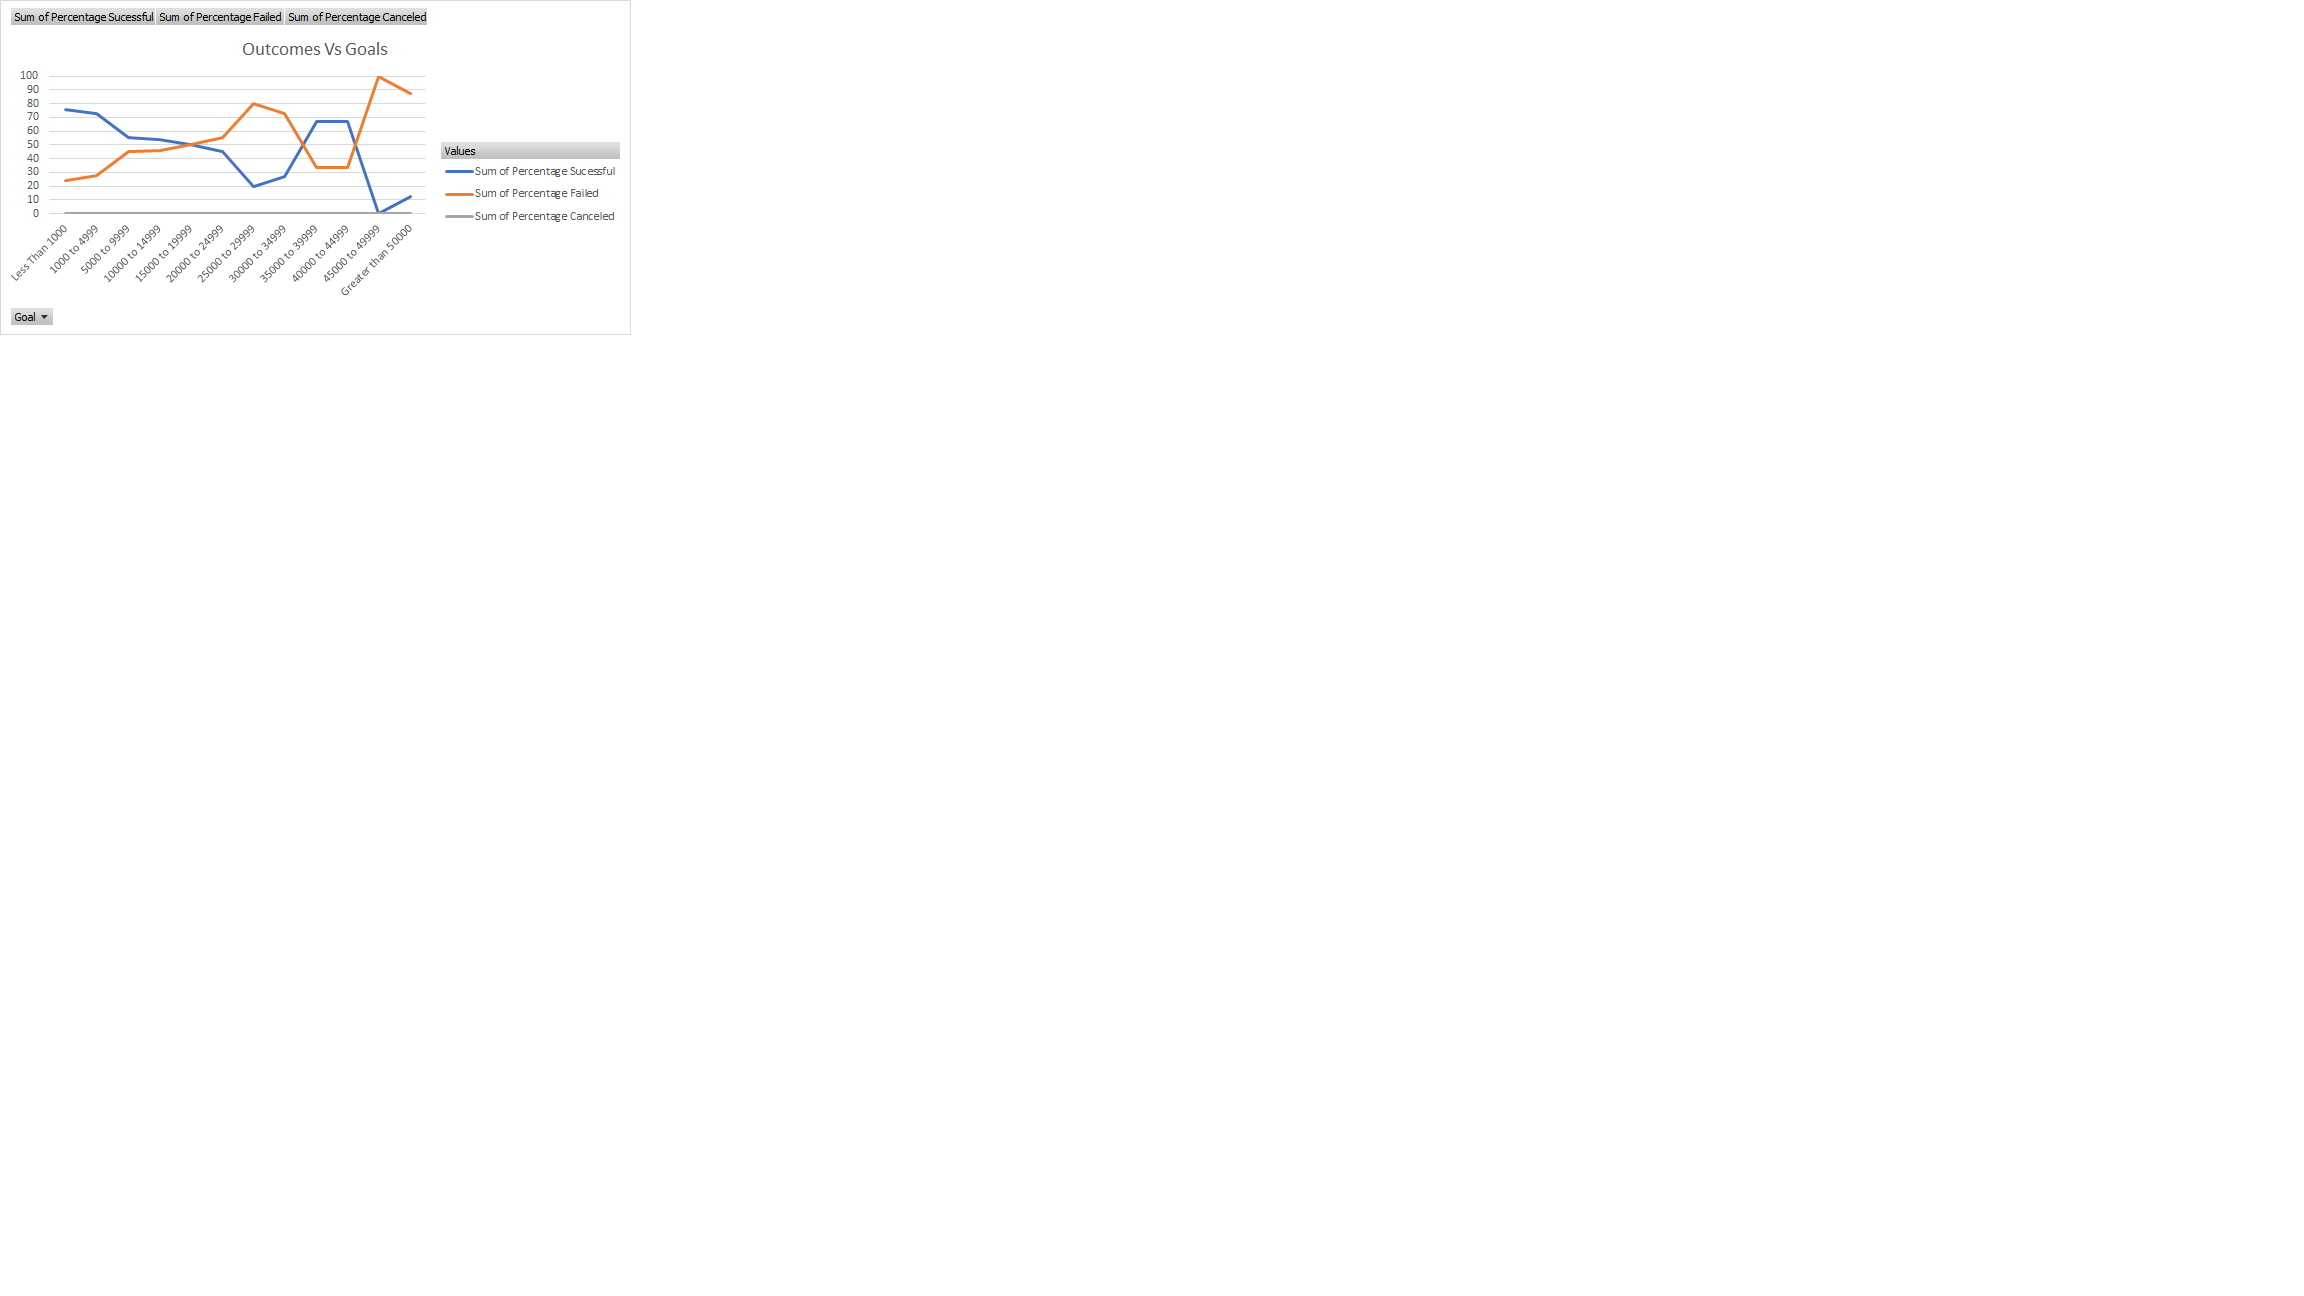 Sum of Percentage Sucessful Sum of Percentage Failed Sum of Percentage Canceled
Outcomes Vs Goals
100
90
80
70
60
50
40
30
20
10
0
Less Than 1000
1000 to 4999
5000 to 9999
10000 to 14999
15000 to 19999
20000 to 24999
25000 to 29999
30000 to 34999
35000 to 39999
40000 to 44999
45000 to 49999
Greater than 50000
Values
Sum of Percentage Sucessful
Sum of Percentage Failed
Sum of Percentage Canceled
Goal